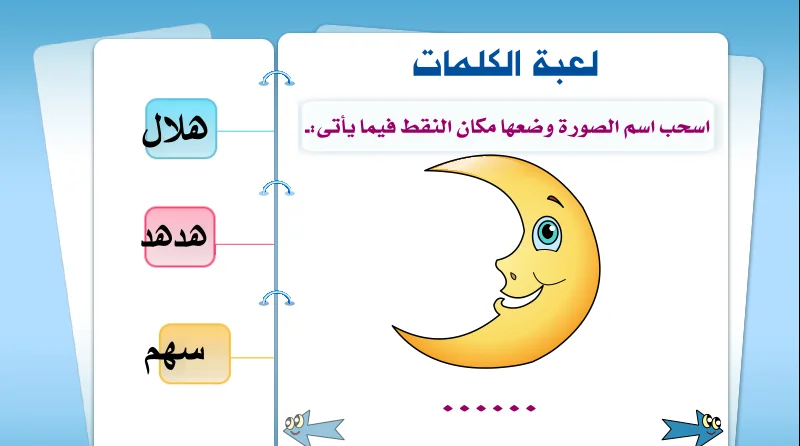 لعبة الكلمات
اسحب اسم الصورة وضعها مكان النقط فيما يأتى :ـ
هلال
هدهد
سهم